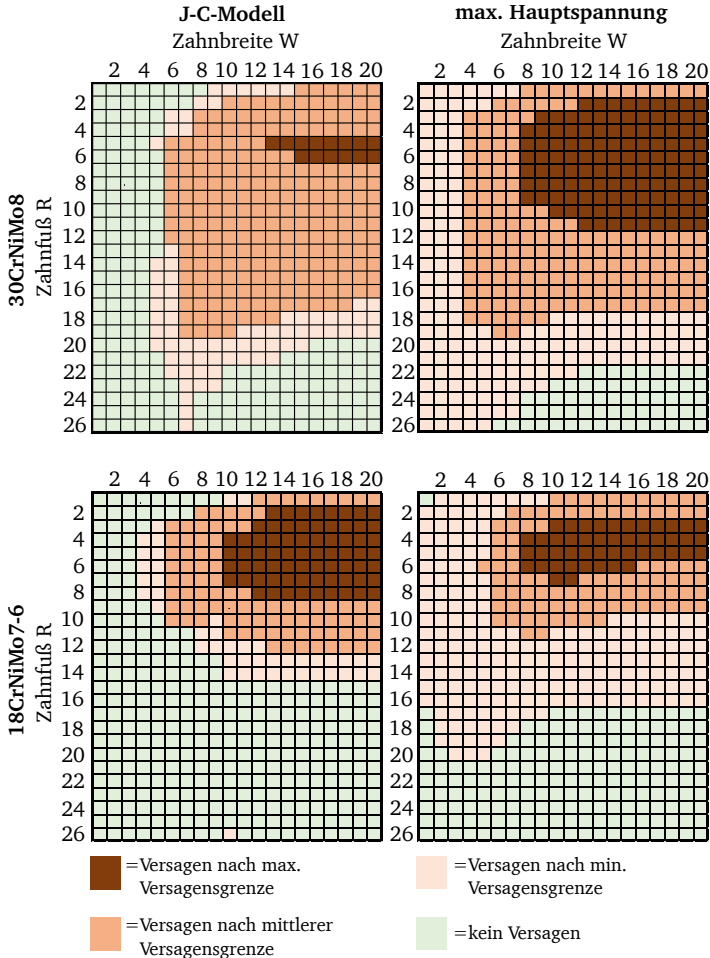 J-C-Modell
max. Hauptspannung
Zahnbreite W
Zahnbreite W
2 4 6 8 10 12 14 16 18 20
2 4 6 8 10 12 14 16 18 20
30CrNiMo8
Zahnfuß R
2 2
4 4
6 6
8 8
10 10
12 12
14 14
16 16
18 18
20 20
22 22
24 24
26 26
2 4 6 8 10 12 14 16 18 20
2 4 6 8 10 12 14 16 18 20
18CrNiMo7-6
Zahnfuß R
2 2
4 4
6 6
8 8
10 10
12 12
14 14
16 16
18 18
20 20
22 22
24 24
26 26
=Versagen nach max.
Versagensgrenze
=Versagen nach min.
Versagensgrenze
=Versagen nach mittlerer
Versagensgrenze
=kein Versagen